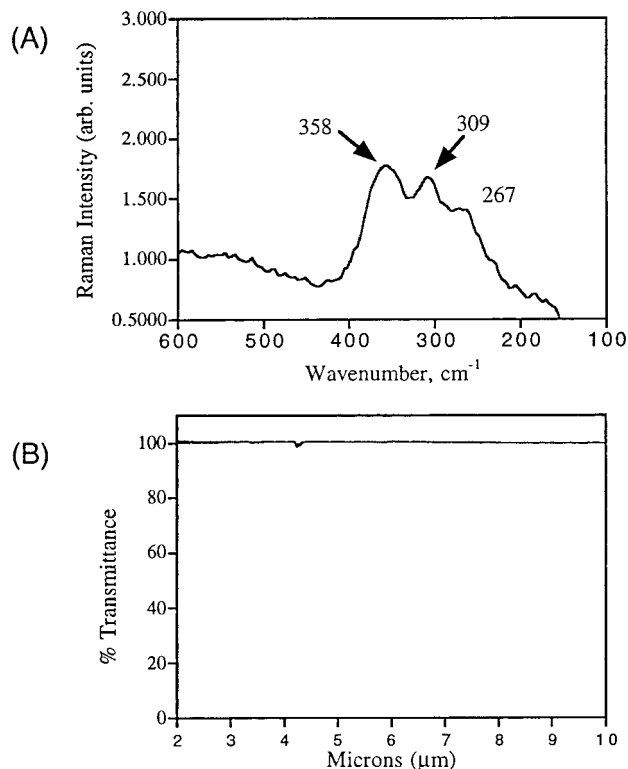 (A)
Raman Intensity (arb. units)
3.000
2.500
2.000
1.500
1.000
0.5000
358
309
267
600 500 400 300 200 100
Wavenumber, cm-1
(B)
% Transmittance
100
80
60
40
20
0
2 3 4 5 6 7 8 9 10
Microns (μm)